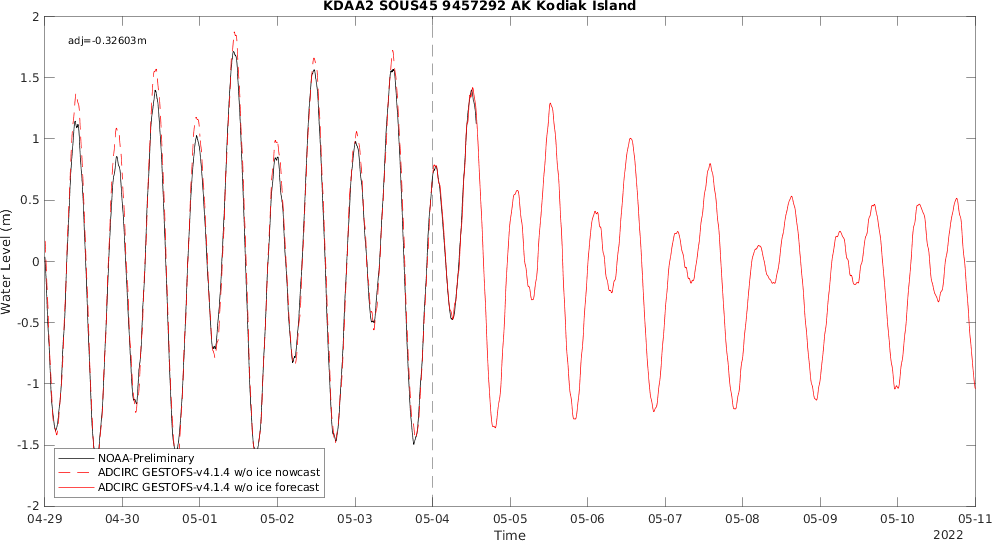 KDAA2 SOUS45 9457292 AK Kodiak Island
adj=-0.32603m
2
1.5
1
0.5
0
-0.5
-1
-1.5
-2
Water Level (m)
NOAA-Preliminary
ADCIRC GESTOFS-v4.1.4 w/o ice nowcast
ADCIRC GESTOFS-v4.1.4 w/o ice forecast
04-29 04-30 05-01 05-02 05-03 05-04 05-05 05-06 05-07 05-08 05-09 05-10 05-11
Time
2022